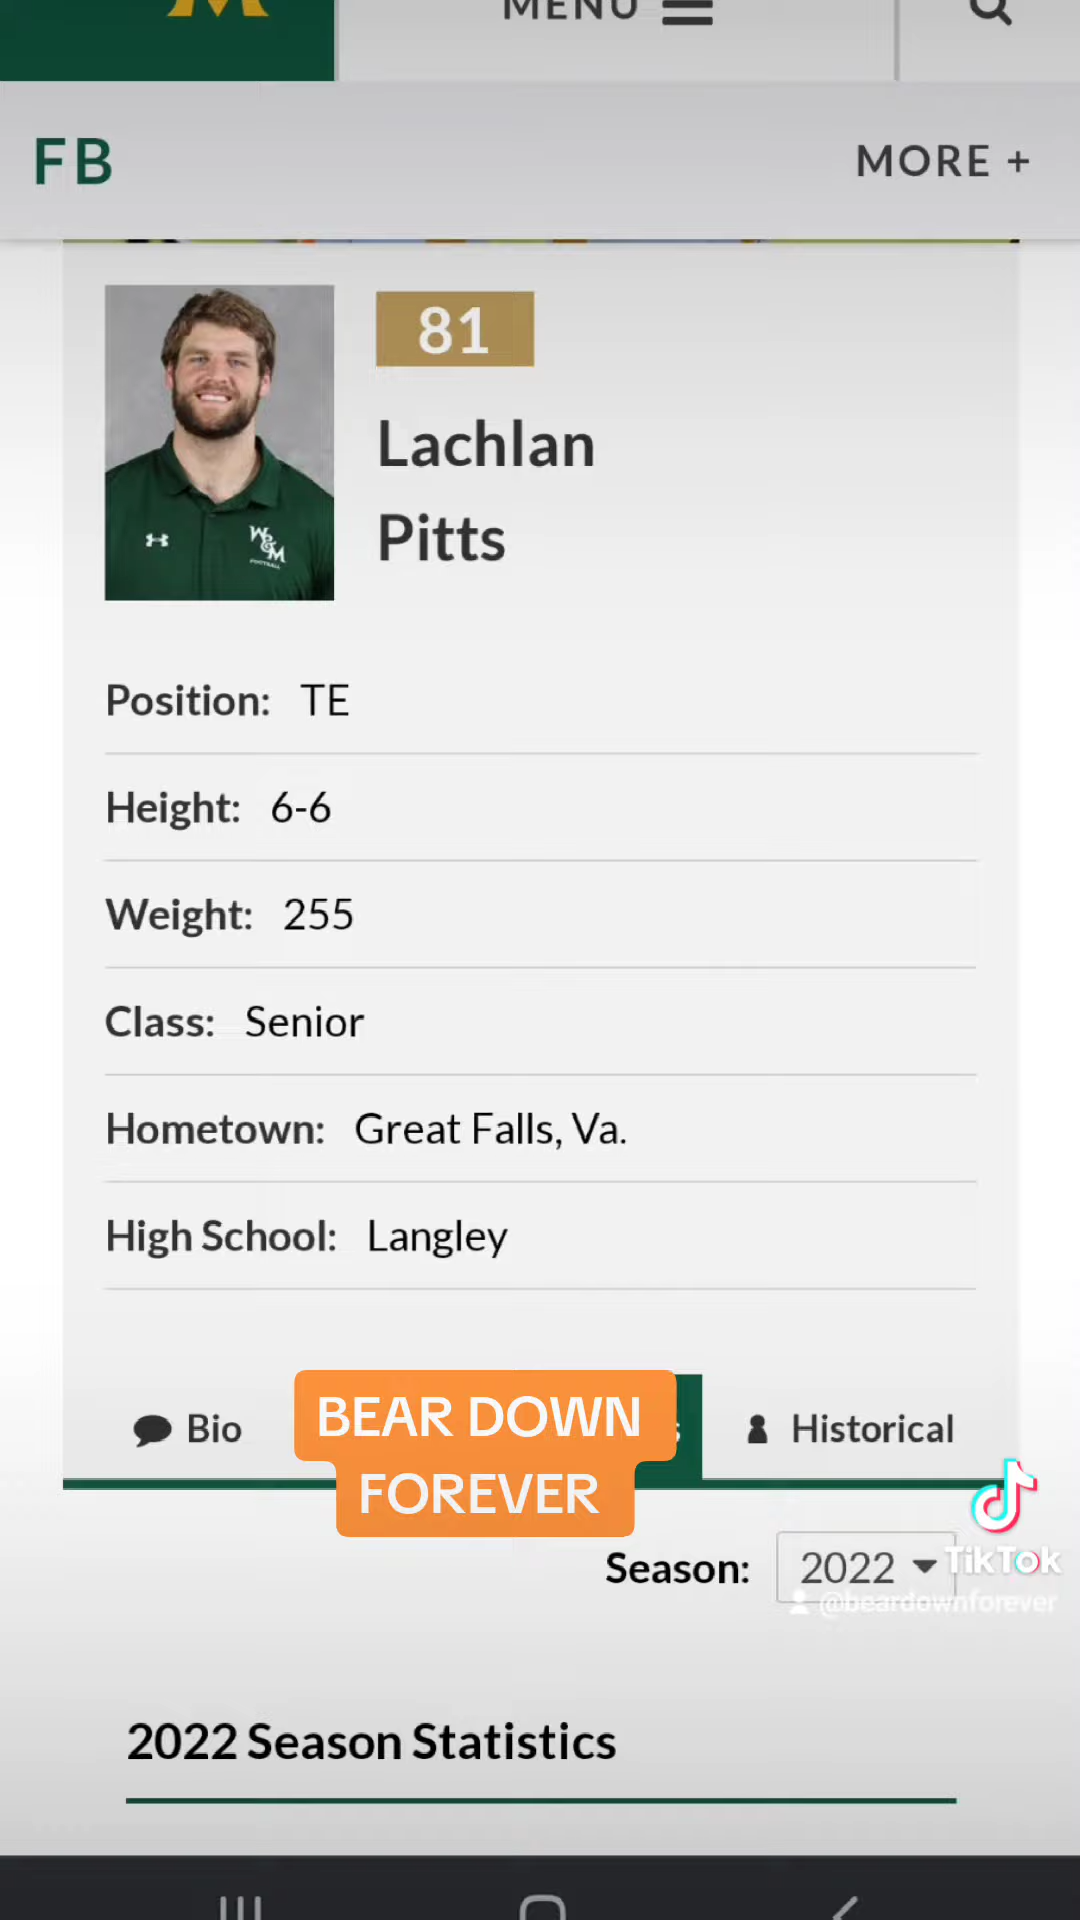 MENU
FB
MORE +
81
Lachlan
Pitts
W&M
FOOTBALL
Position: TE
Height: 6-6
Weight: 255
Class: Senior
Hometown: Great Falls, Va.
High School: Langley
Bio
BEAR DOWN
FOREVER
s
Historical
Season: 2022
TikTok
@beardownforever
2022 Season Statistics